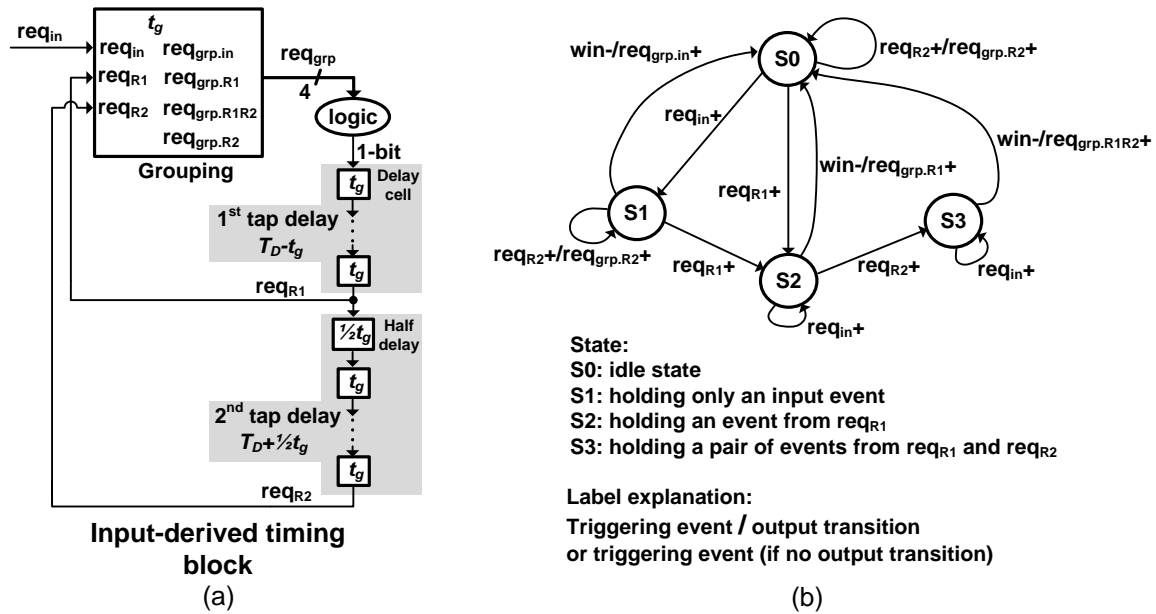 req_in
t_g
req_in req_grp.in
req_R1 req_grp.R1
req_R2 req_grp.R1R2
req_grp.R2
Grouping
req_grp
4
logic
1-bit
t_g
Delay
cell
1st tap delay
T_D-t_g
t_g
req_R1
½t_g
Half
delay
t_g
2nd tap delay
T_D+½t_g
t_g
req_R2
Input-derived timing
block
(a)
win-/req_grp.in+
S0
req_R2+/req_grp.R2+
req_in+
win-/req_grp.R1R2+
win-/req_grp.R1+
req_R1+
S1
S3
req_R2+/req_grp.R2+
req_R1+
req_R2+
req_in+
S2
req_in+
State:
S0: idle state
S1: holding only an input event
S2: holding an event from req_R1
S3: holding a pair of events from req_R1 and req_R2
Label explanation:
Triggering event / output transition
or triggering event (if no output transition)
(b)